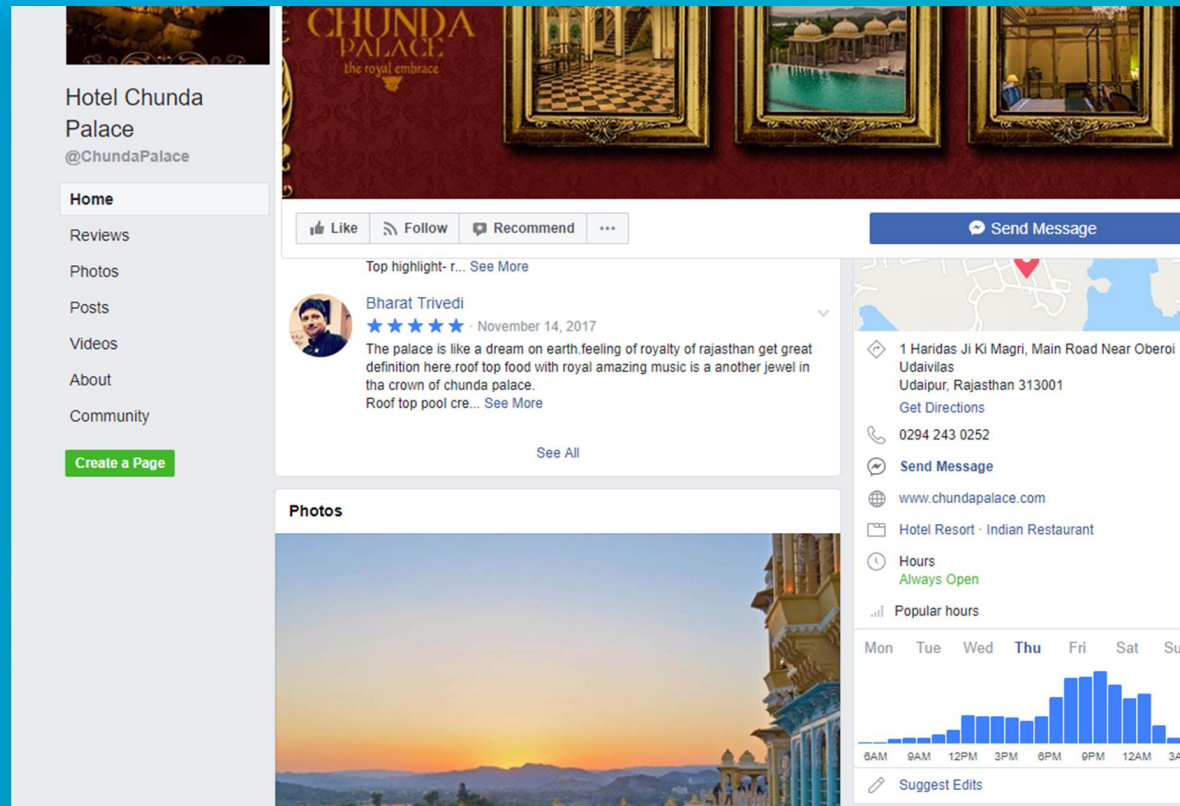 CHUNDA
PALACE
the royal embrace
Hotel Chunda
Palace
@ChundaPalace
Home
Reviews
Photos
Posts
Videos
About
Community
Create a Page
Like
Follow
Recommend
Send Message
Top highlight- r... See More
Bharat Trivedi
· November 14, 2017
The palace is like a dream on earth.feeling of royalty of rajasthan get great
definition here.roof top food with royal amazing music is a another jewel in
tha crown of chunda palace.
Roof top pool cre... See More
See All
Photos
1 Haridas Ji Ki Magri, Main Road Near Oberoi
Udaivilas
Udaipur, Rajasthan 313001
Get Directions
0294 243 0252
Send Message
www.chundapalace.com
Hotel Resort · Indian Restaurant
Hours
Always Open
Popular hours
Mon Tue Wed Thu Fri Sat Su
6AM 9AM 12PM 3PM 6PM 9PM 12AM 3A
Suggest Edits